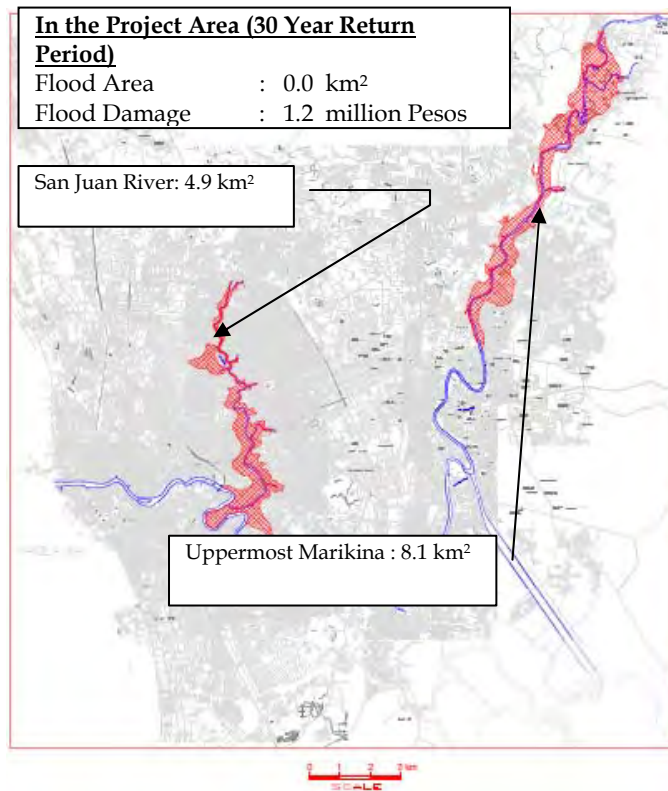 In the Project Area (30 Year Return
Period)
Flood Area : 0.0 km²
Flood Damage : 1.2 million Pesos
San Juan River: 4.9 km²
Uppermost Marikina : 8.1 km²
0 1 2 3 km
SCALE